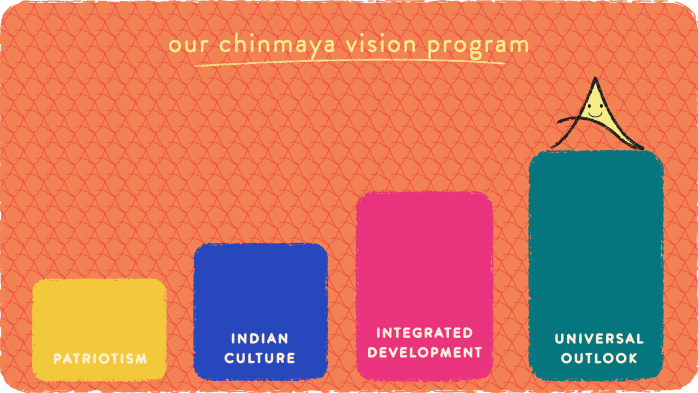 our chinmaya vision program
PATRIOTISM
INDIAN
CULTURE
INTEGRATED
DEVELOPMENT
UNIVERSAL
OUTLOOK